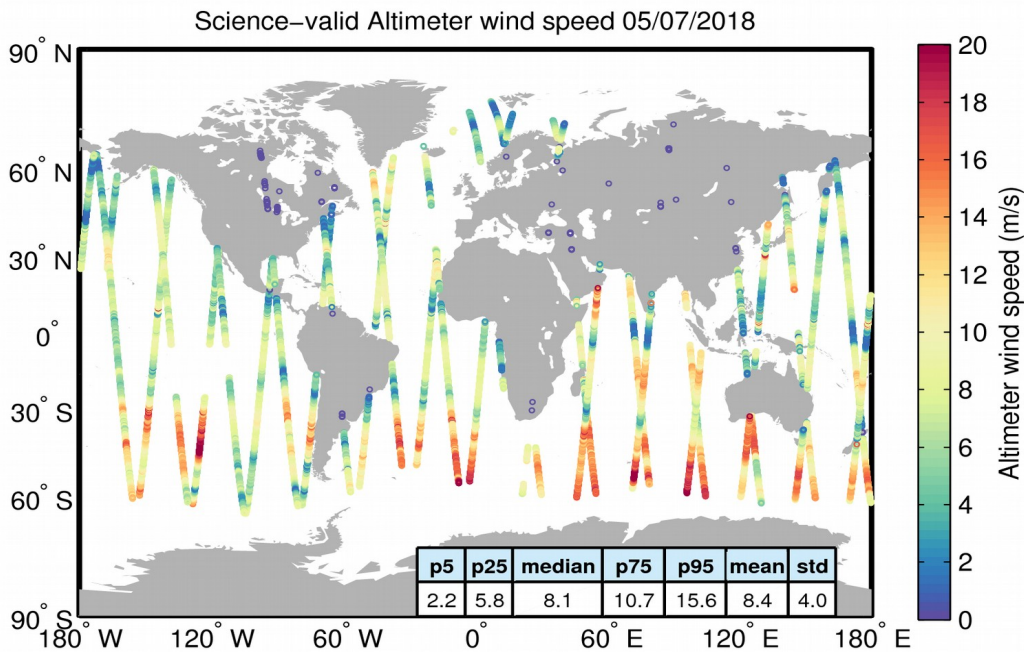 Science−valid Altimeter wind speed 05/07/2018
90° N
60° N
30° N
0°
30° S
60° S
90° S
180° W
120° W
60° W
0°
60° E
120° E
180° E
p5 p25 median p75 p95 mean std
2.2 5.8 8.1 10.7 15.6 8.4 4.0
20
18
16
14
12
10
8
6
4
2
0
Altimeter wind speed (m/s)